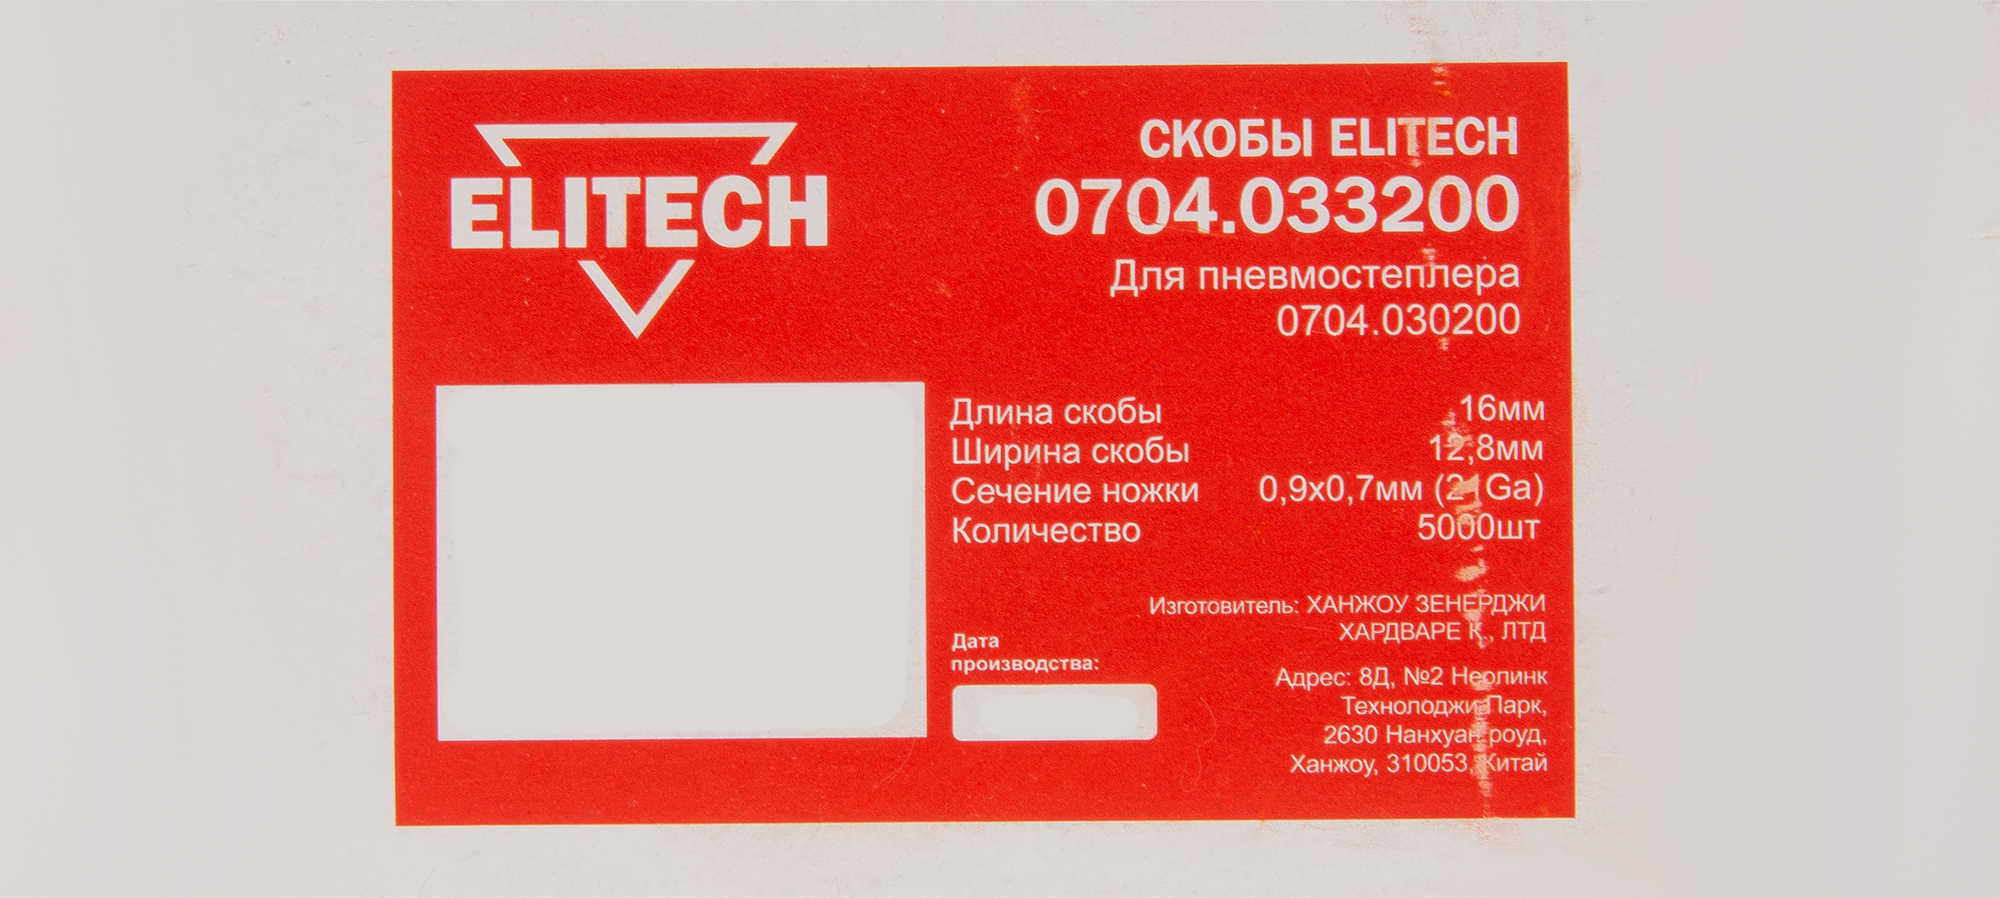 ELITECH
СКОБЫ ELITECH
0704.033200
Для пневмостеплера
0704.030200
Длина скобы 16мм
Ширина скобы 12,8мм
Сечение ножки 0,9х0,7мм (21Ga)
Количество 5000шт
Изготовитель: ХАНЖОУ ЗЕНЕРДЖИ
ХАРДВАРЕ К., ЛТД
Дата
производства:
Адрес: 8Д, №2 Неолинк
Технолоджи Парк,
2630 Нанхуан роуд,
Ханжоу, 310053, Китай